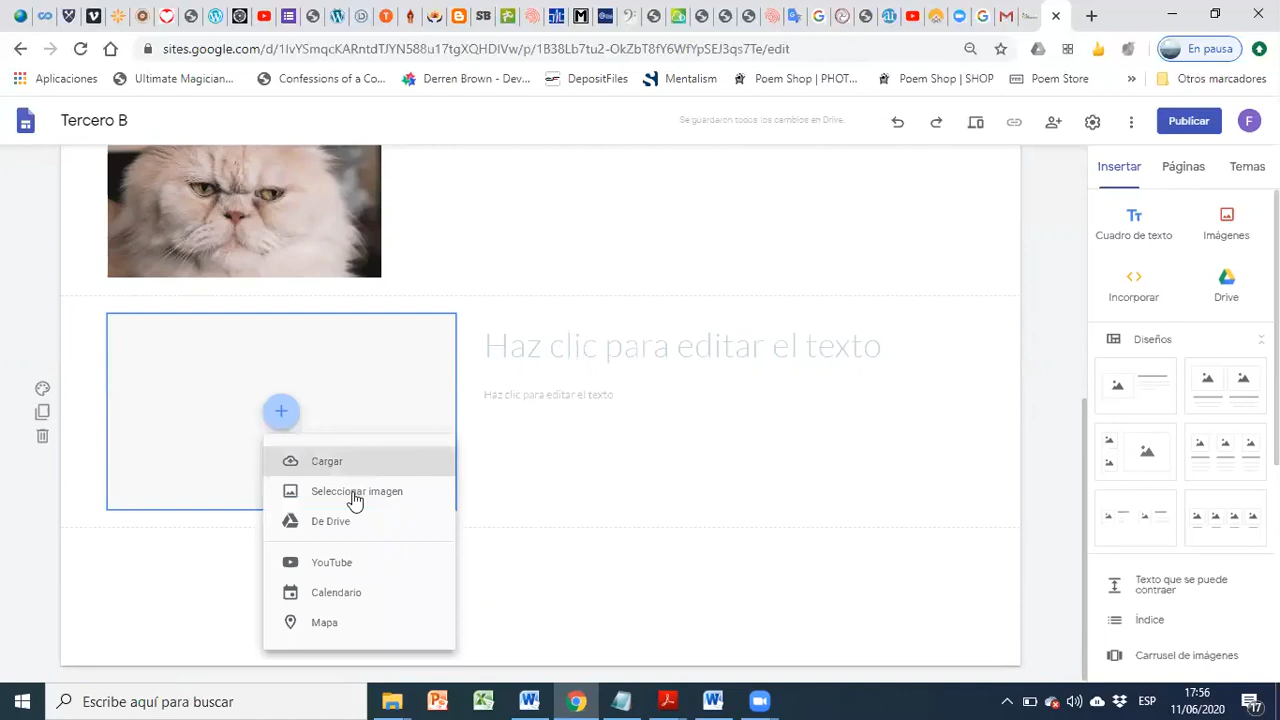 sites.google.com/d/1IvYSmqcKARntdTJYN588u17tgXQHDIVw/p/1B38Lb7tu2-OkZbT8fY6WfYpSEJ3qs7Te/edit
En pausa
Aplicaciones
Ultimate Magician...
Confessions of a Co...
Derren Brown - Dev...
DepositFiles
Mentalism
Poem Shop | PHOT...
Poem Shop | SHOP
Poem Store
»
Otros marcadores
Tercero B
Se guardaron todos los cambios en Drive.
Publicar
F
Insertar
Páginas
Temas
Cuadro de texto
Imágenes
Incorporar
Drive
Diseños
Haz clic para editar el texto
Haz clic para editar el texto
Cargar
Seleccionar imagen
De Drive
YouTube
Calendario
Mapa
Texto que se puede
contraer
Índice
Carrusel de imágenes
Escribe aquí para buscar
ESP
17:56
11/06/2020
17